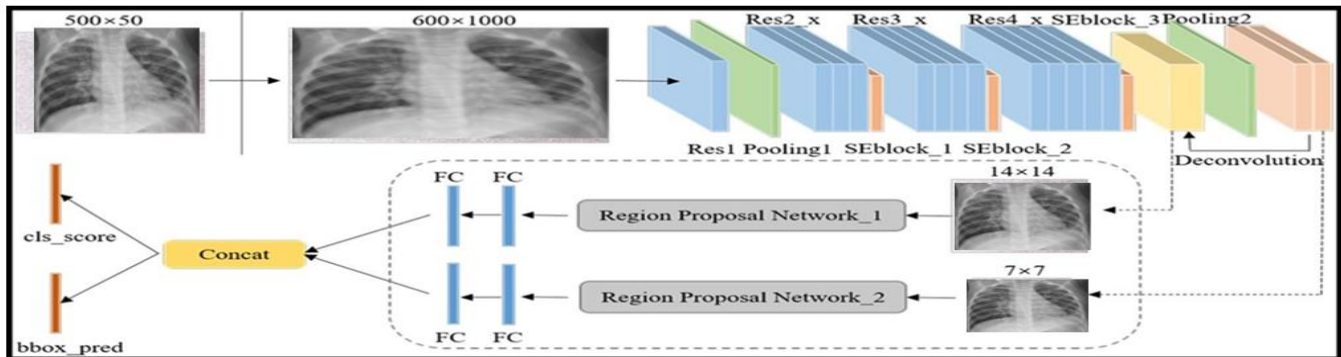 500×50
600×1000
Res2_x Res3_x Res4_x SEblock_3 Pooling2
Res1 Pooling1 SEblock_1 SEblock_2
Deconvolution
14×14
FC FC
Region Proposal Network_1
cls_score
Concat
7×7
Region Proposal Network_2
FC FC
bbox_pred